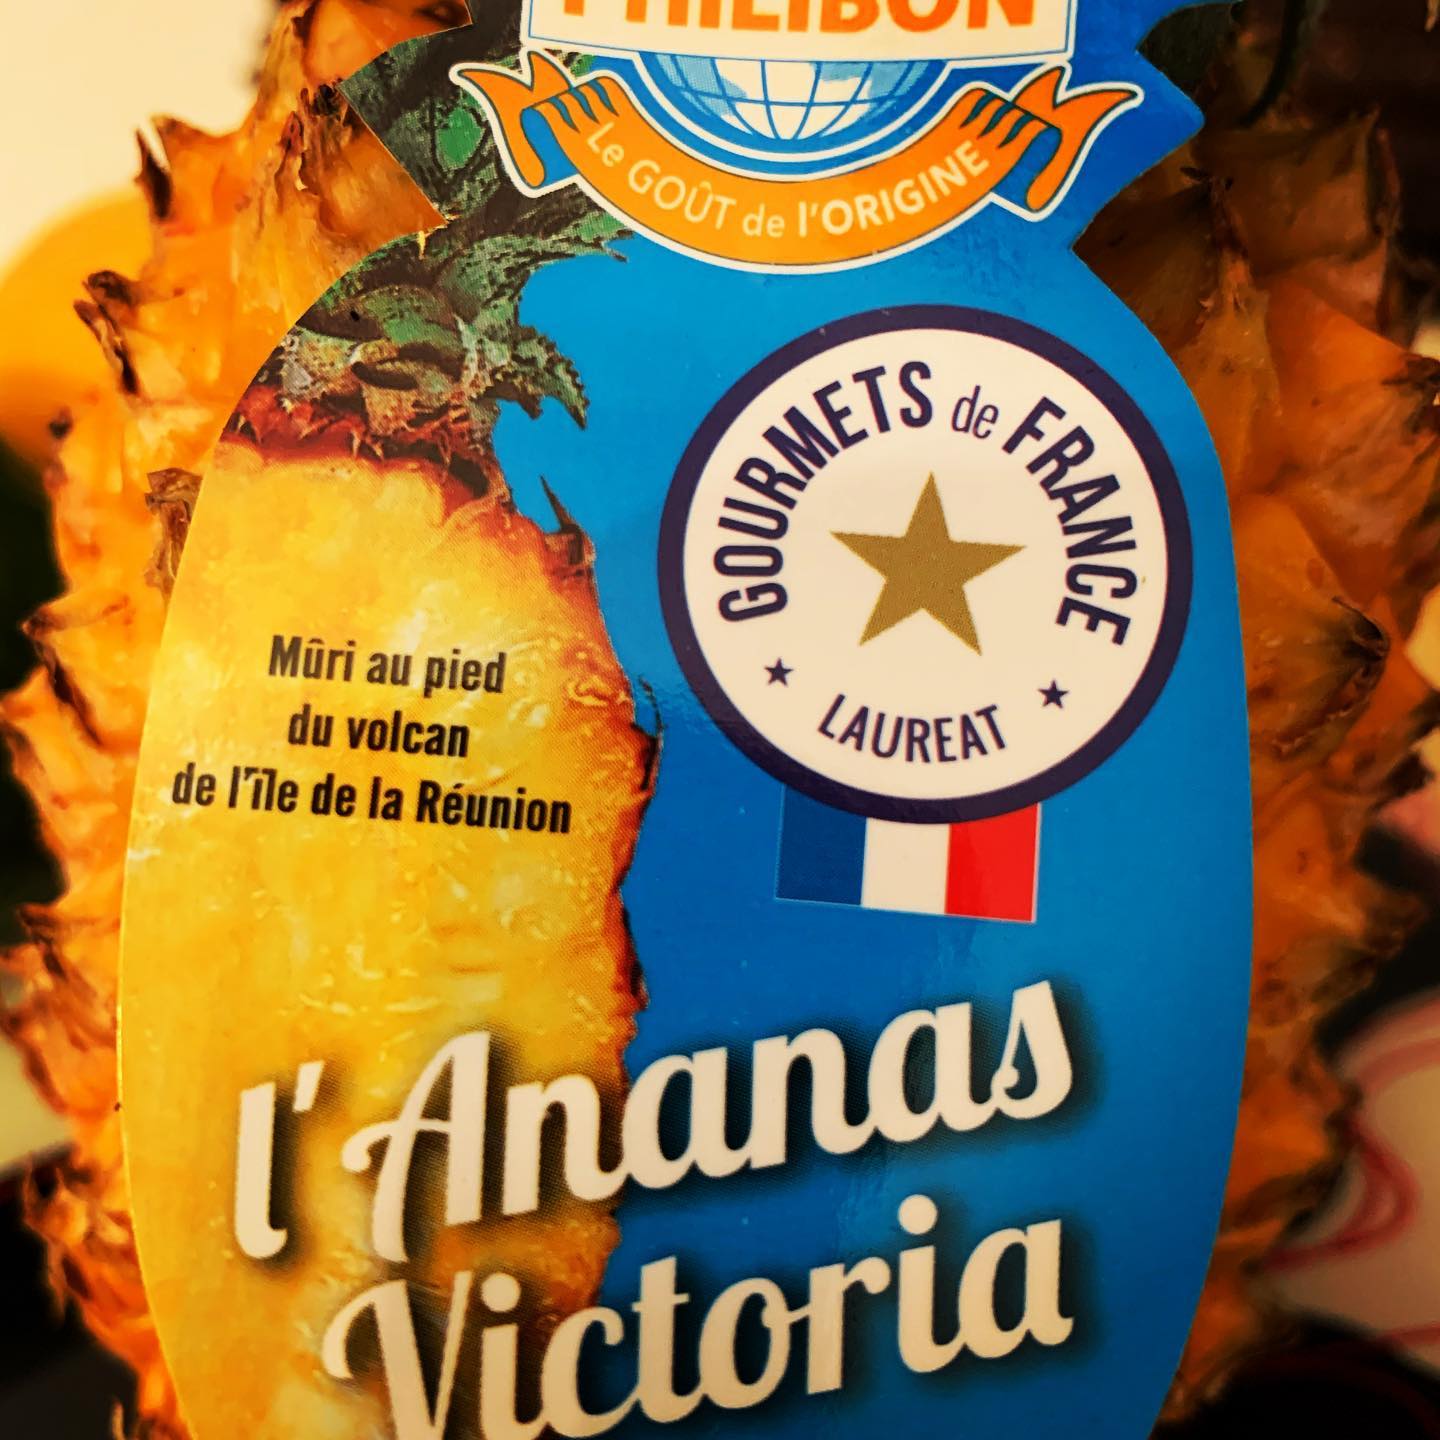 PHILIBON
Le GOÛT de l'ORIGINE
GOURMETS de FRANCE
LAUREAT
Mûri au pied
du volcan
de l'île de la Réunion
l'Ananas
Victoria